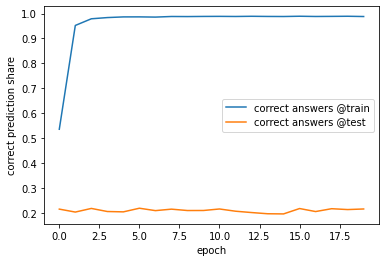 1.0
0.9
0.8
0.7
0.6
0.5
0.4
0.3
0.2
correct prediction share
correct answers @train
correct answers @test
0.0 2.5 5.0 7.5 10.0 12.5 15.0 17.5
epoch